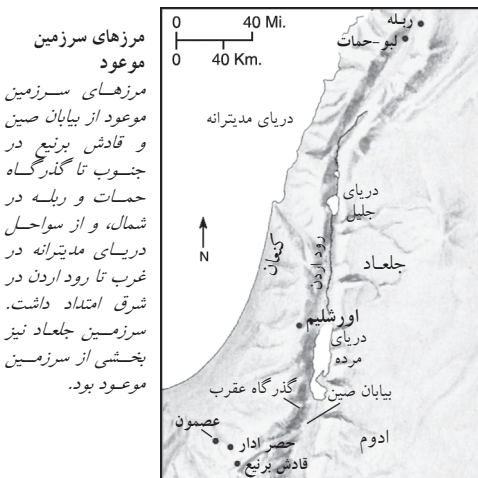 مرزهای سرزمین
موعود
مرزهای سرزمین
موعود از بیابان صین
و قادش برنیع در
جنوب تا گذرگاه
حمات و ربله در
شمال، و از سواحل
دریای مدیترانه در
غرب تا رود اردن در
شرق امتداد داشت.
سرزمین جلعاد نیز
بخشی از سرزمین
موعود بود.
0 40 Mi.
0 40 Km.
ربله
لبو-حمات
دریای مدیترانه
دریای
جلیل
N
کنعان
رود اردن
جلعاد
اورشلیم
دریای
مرده
گذرگاه عقرب
بیابان صین
عصمون
حصر ادار
ادوم
قادش برنیع